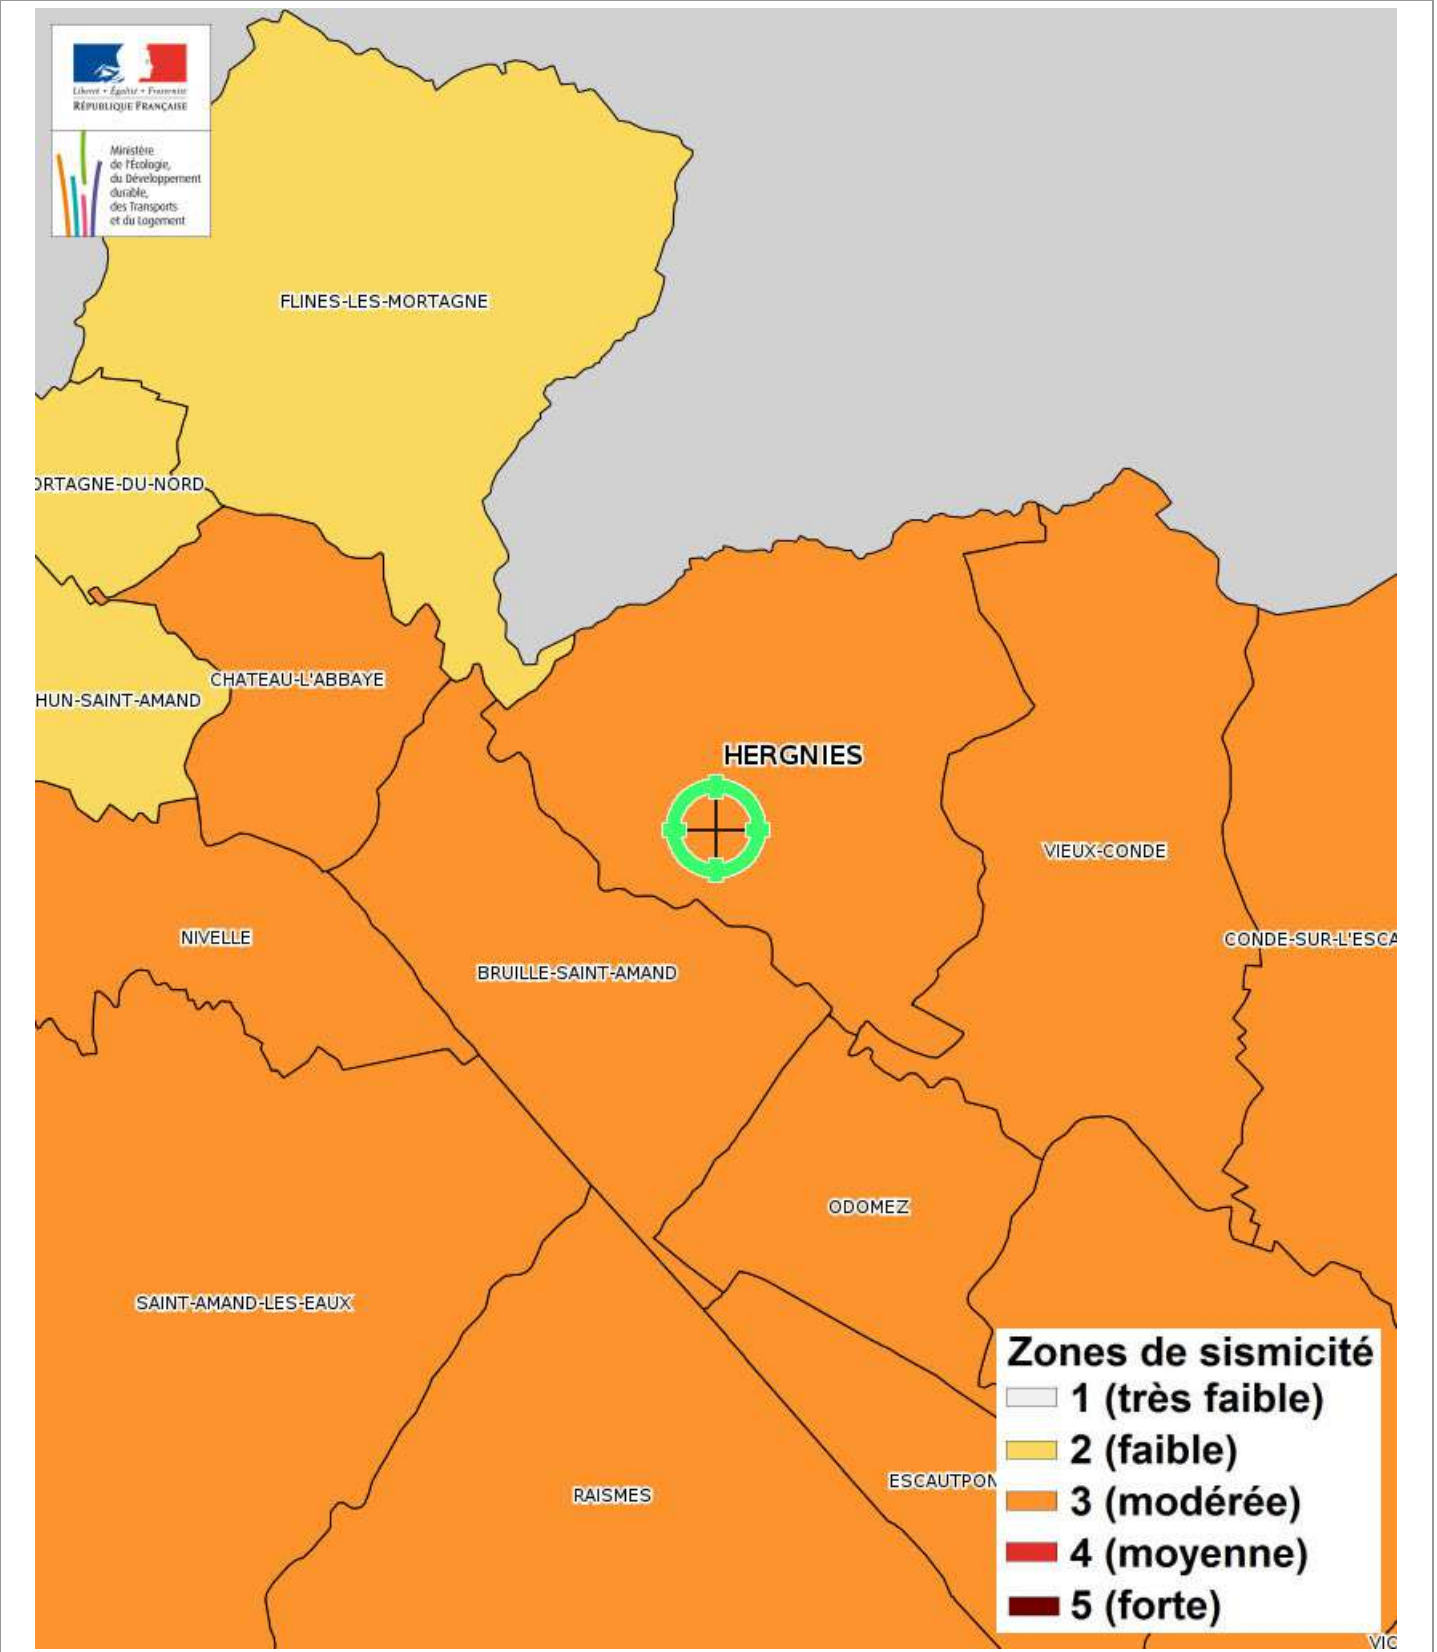 Liberté • Égalité • Fraternité
RÉPUBLIQUE FRANÇAISE
Ministère
de l'Écologie,
du Développement
durable,
des Transports
et du Logement
FLINES-LES-MORTAGNE
ORTAGNE-DU-NORD
CHATEAU-L'ABBAYE
HUN-SAINT-AMAND
HERGNIES
VIEUX-CONDE
NIVELLE
CONDE-SUR-L'ESCA
BRUILLE-SAINT-AMAND
ODOMEZ
SAINT-AMAND-LES-EAUX
RAISMES
ESCAUTPON
Zones de sismicité
1 (très faible)
2 (faible)
3 (modérée)
4 (moyenne)
5 (forte)
VIC